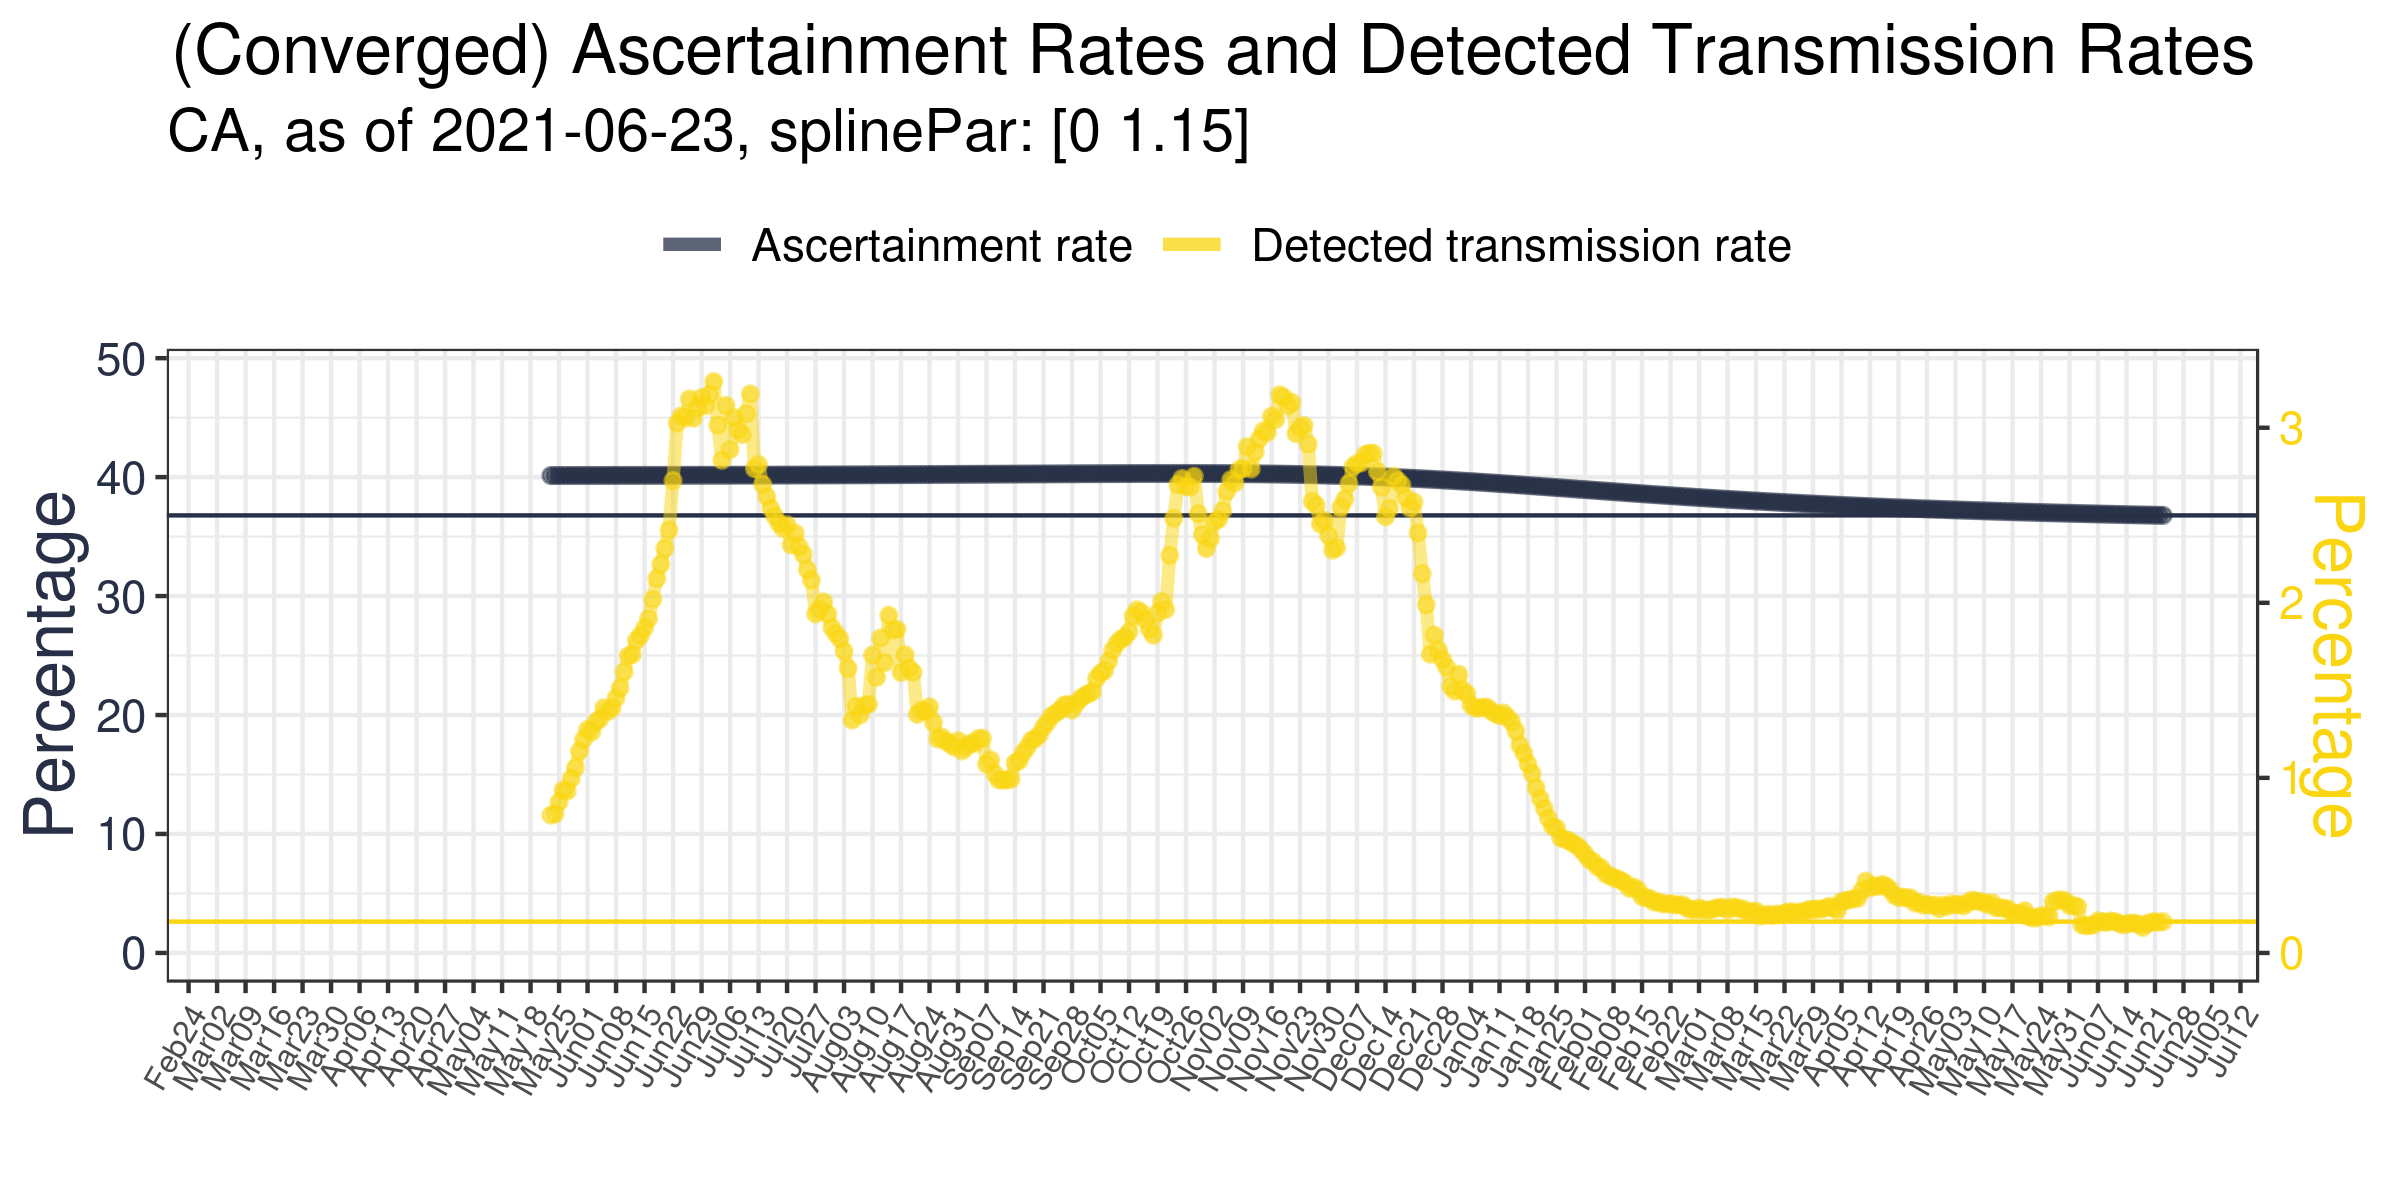 (Converged) Ascertainment Rates and Detected Transmission Rates
CA, as of 2021-06-23, splinePar: [0 1.15]
Ascertainment rate
Detected transmission rate
Percentage
50
40
30
20
10
0
3
2
1
0
Percentage
Feb24
Mar02
Mar09
Mar16
Mar23
Mar30
Apr06
Apr13
Apr20
Apr27
May04
May11
May18
May25
Jun01
Jun08
Jun15
Jun22
Jun29
Jul06
Jul13
Jul20
Jul27
Aug03
Aug10
Aug17
Aug24
Aug31
Sep07
Sep14
Sep21
Sep28
Oct05
Oct12
Oct19
Oct26
Nov02
Nov09
Nov16
Nov23
Nov30
Dec07
Dec14
Dec21
Dec28
Jan04
Jan11
Jan18
Jan25
Feb01
Feb08
Feb15
Feb22
Mar01
Mar08
Mar15
Mar22
Mar29
Apr05
Apr12
Apr19
Apr26
May03
May10
May17
May24
May31
Jun07
Jun14
Jun21
Jun28
Jul05
Jul12